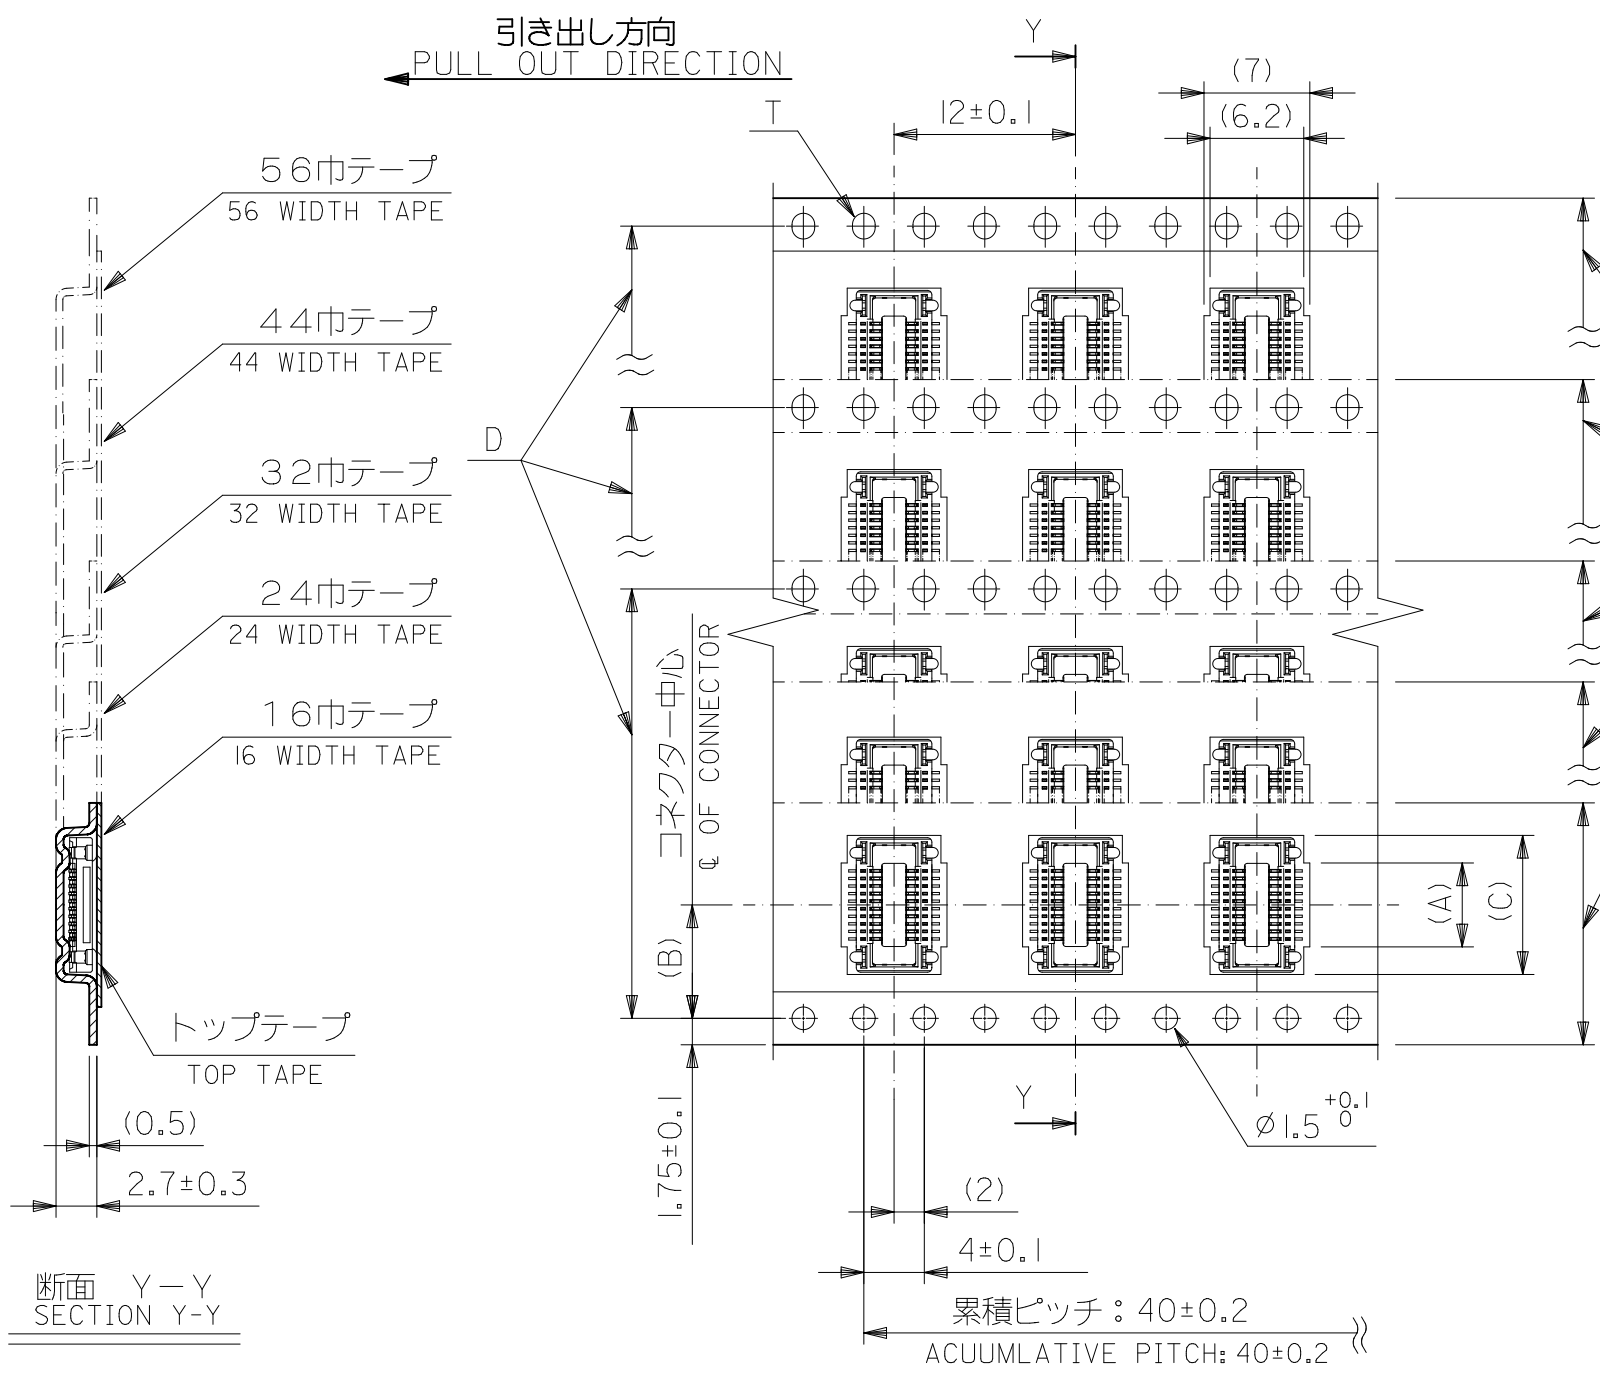 引き出し方向
PULL OUT DIRECTION
Y
(7)
(6.2)
12±0.1
T
56巾テープ
56 WIDTH TAPE
44巾テープ
44 WIDTH TAPE
D
32巾テープ
32 WIDTH TAPE
24巾テープ
24 WIDTH TAPE
16巾テープ
16 WIDTH TAPE
コネクター中心
℄ OF CONNECTOR
(A)
(C)
(B)
トップテープ
TOP TAPE
(0.5)
2.7±0.3
1.75±0.1
Y
Ø1.5 +0.1 0
(2)
4±0.1
断面 Y-Y
SECTION Y-Y
累積ピッチ:40±0.2
ACUUMLATIVE PITCH:40±0.2